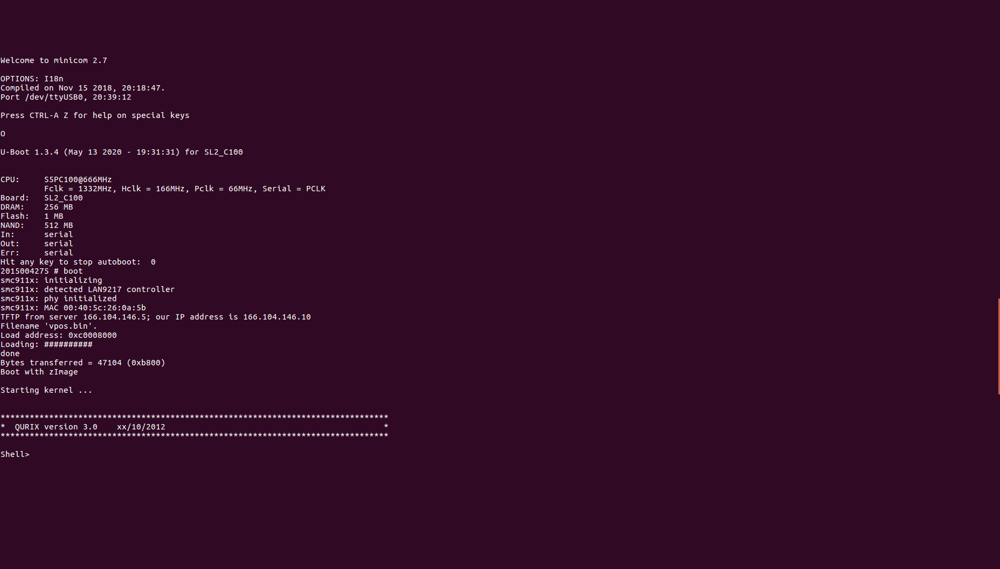 Welcome to minicom 2.7
OPTIONS: I18n
Compiled on Nov 15 2018, 20:18:47.
Port /dev/ttyUSB0, 20:39:12
Press CTRL-A Z for help on special keys
O
U-Boot 1.3.4 (May 13 2020 - 19:31:31) for SL2_C100
CPU:     S5PC100@666MHz
         Fclk = 1332MHz, Hclk = 166MHz, Pclk = 66MHz, Serial = PCLK
Board:   SL2_C100
DRAM:    256 MB
Flash:   1 MB
NAND:    512 MB
In:      serial
Out:     serial
Err:     serial
Hit any key to stop autoboot:  0
2015004275 # boot
smc911x: initializing
smc911x: detected LAN9217 controller
smc911x: phy initialized
smc911x: MAC 00:40:5c:26:0a:5b
TFTP from server 166.104.146.5; our IP address is 166.104.146.10
Filename 'vpos.bin'.
Load address: 0xc0008000
Loading: ##########
done
Bytes transferred = 47104 (0xb800)
Boot with zImage
Starting kernel ...
********************************************************************************
*  QURIX version 3.0    xx/10/2012                                             *
********************************************************************************
Shell>